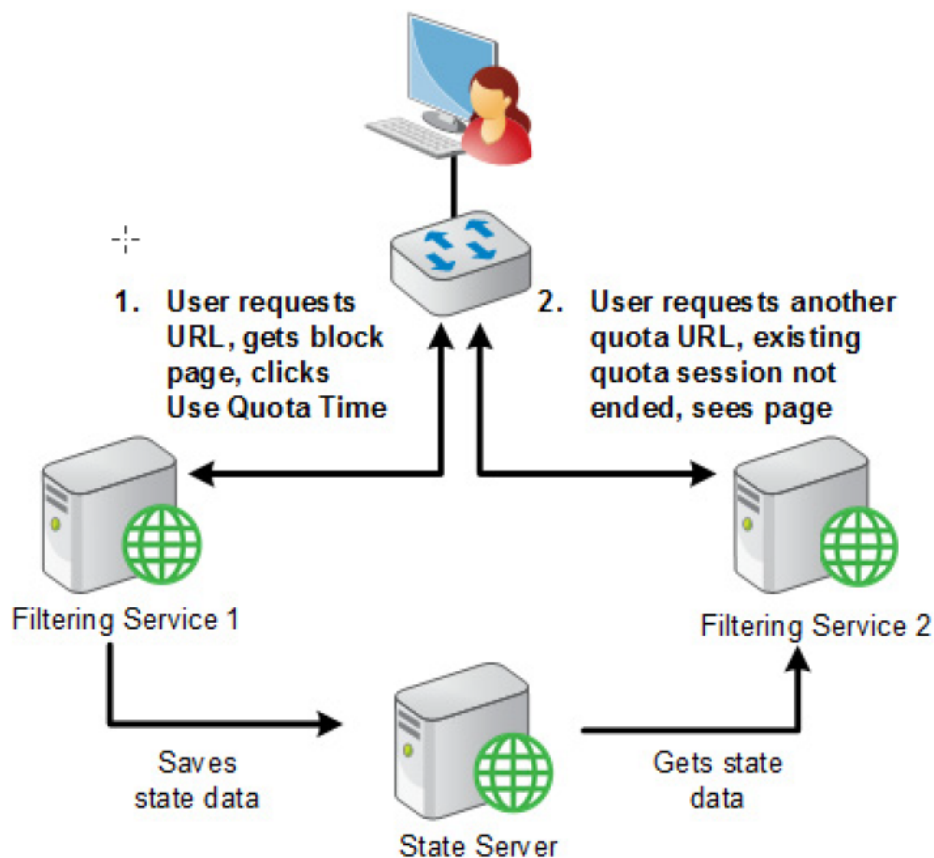 1. User requests
URL, gets block
page, clicks
Use Quota Time
2. User requests another
quota URL, existing
quota session not
ended, sees page
Filtering Service 1
Filtering Service 2
Saves
state data
Gets state
data
State Server